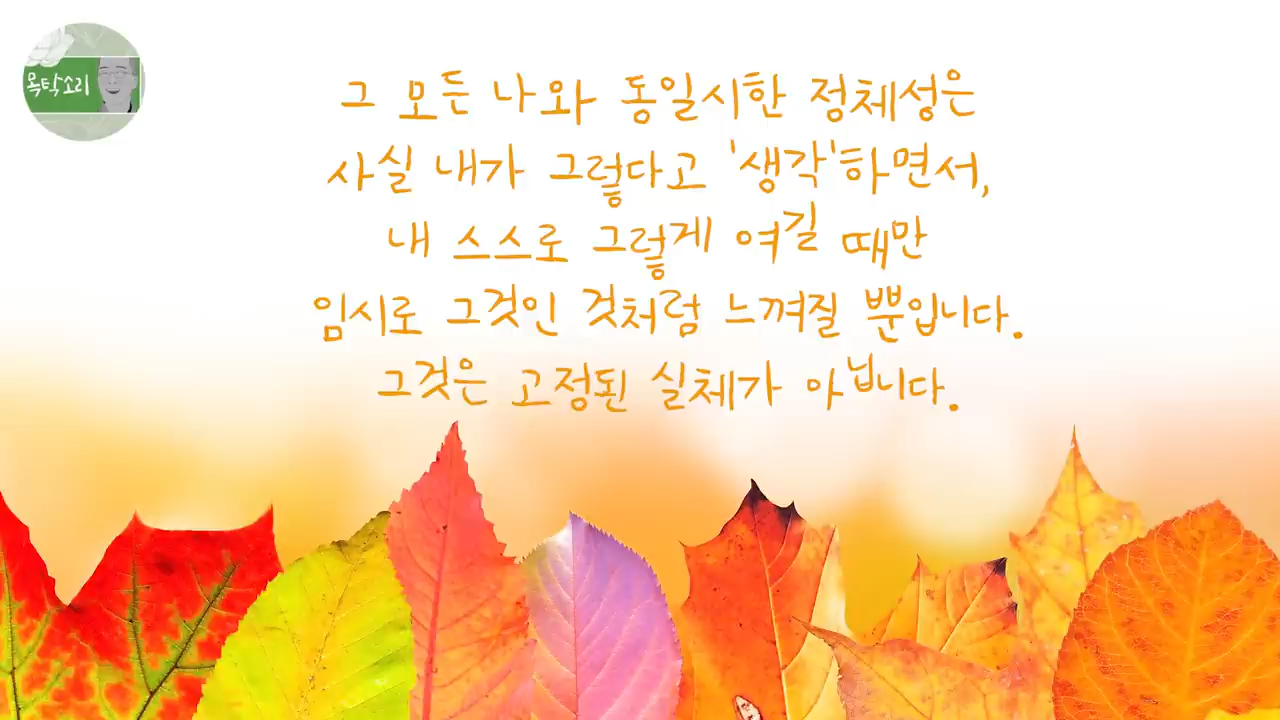 목탁소리
그 모든 나와 동일시한 정체성은
사실 내가 그렇다고 '생각'하면서,
내 스스로 그렇게 여길 때만
임시로 그것인 것처럼 느껴질 뿐입니다.
그것은 고정된 실체가 아닙니다.